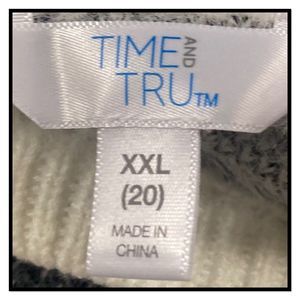 TIME AND
TRU™
XXL
(20)
MADE IN
CHINA